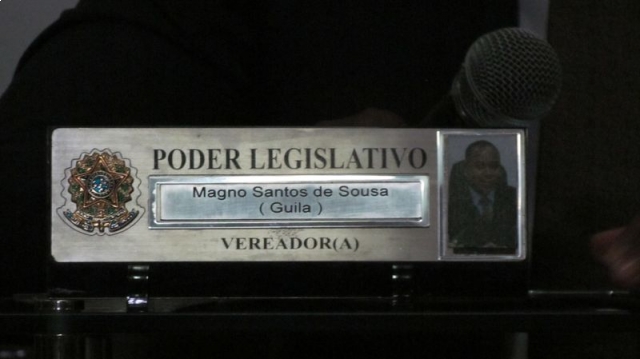 PODER LEGISLATIVO
Magno Santos de Sousa
( Guila )
VEREADOR(A)